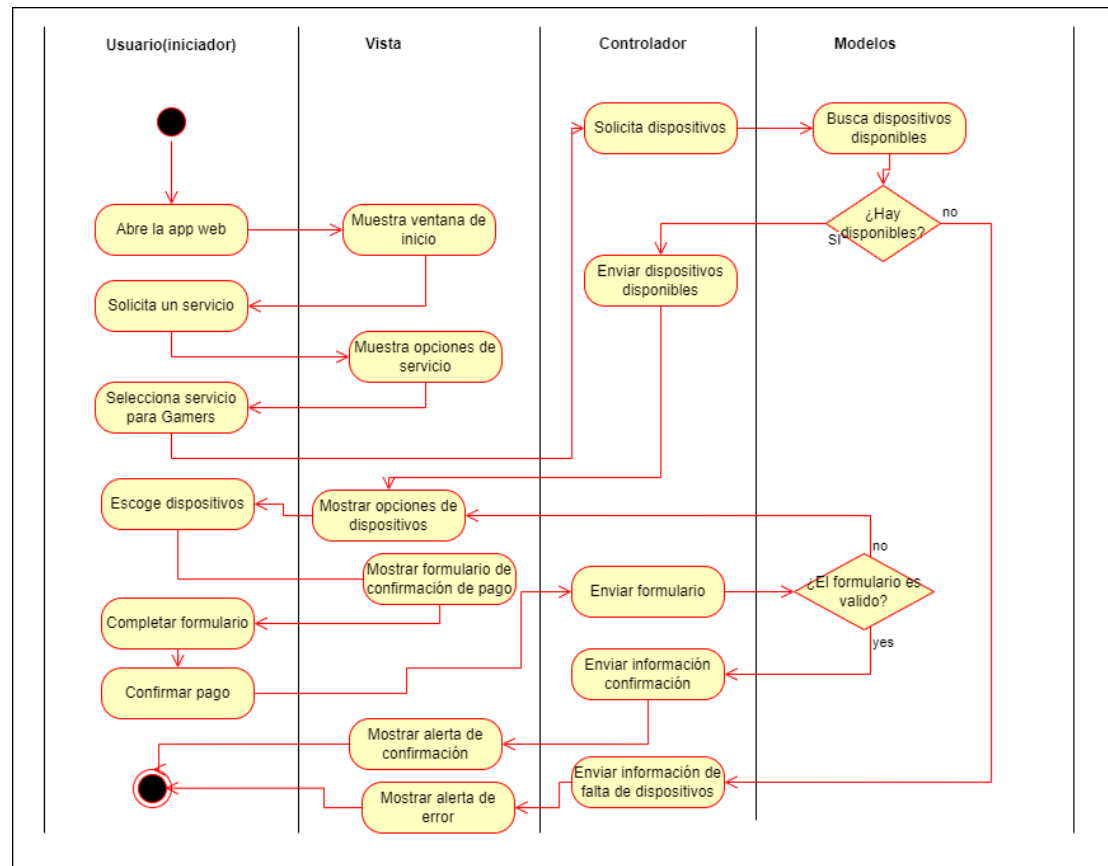 Usuario(iniciador)
Vista
Controlador
Modelos
Solicita dispositivos
Busca dispositivos
disponibles
Abre la app web
Muestra ventana de
inicio
¿Hay
disponibles?
no
SI
Enviar dispositivos
disponibles
Solicita un servicio
Muestra opciones de
servicio
Selecciona servicio
para Gamers
Escoge dispositivos
Mostrar opciones de
dispositivos
no
Mostrar formulario de
confirmación de pago
Enviar formulario
¿El formulario es
valido?
Completar formulario
yes
Enviar información
confirmación
Confirmar pago
Mostrar alerta de
confirmación
Enviar información de
falta de dispositivos
Mostrar alerta de
error